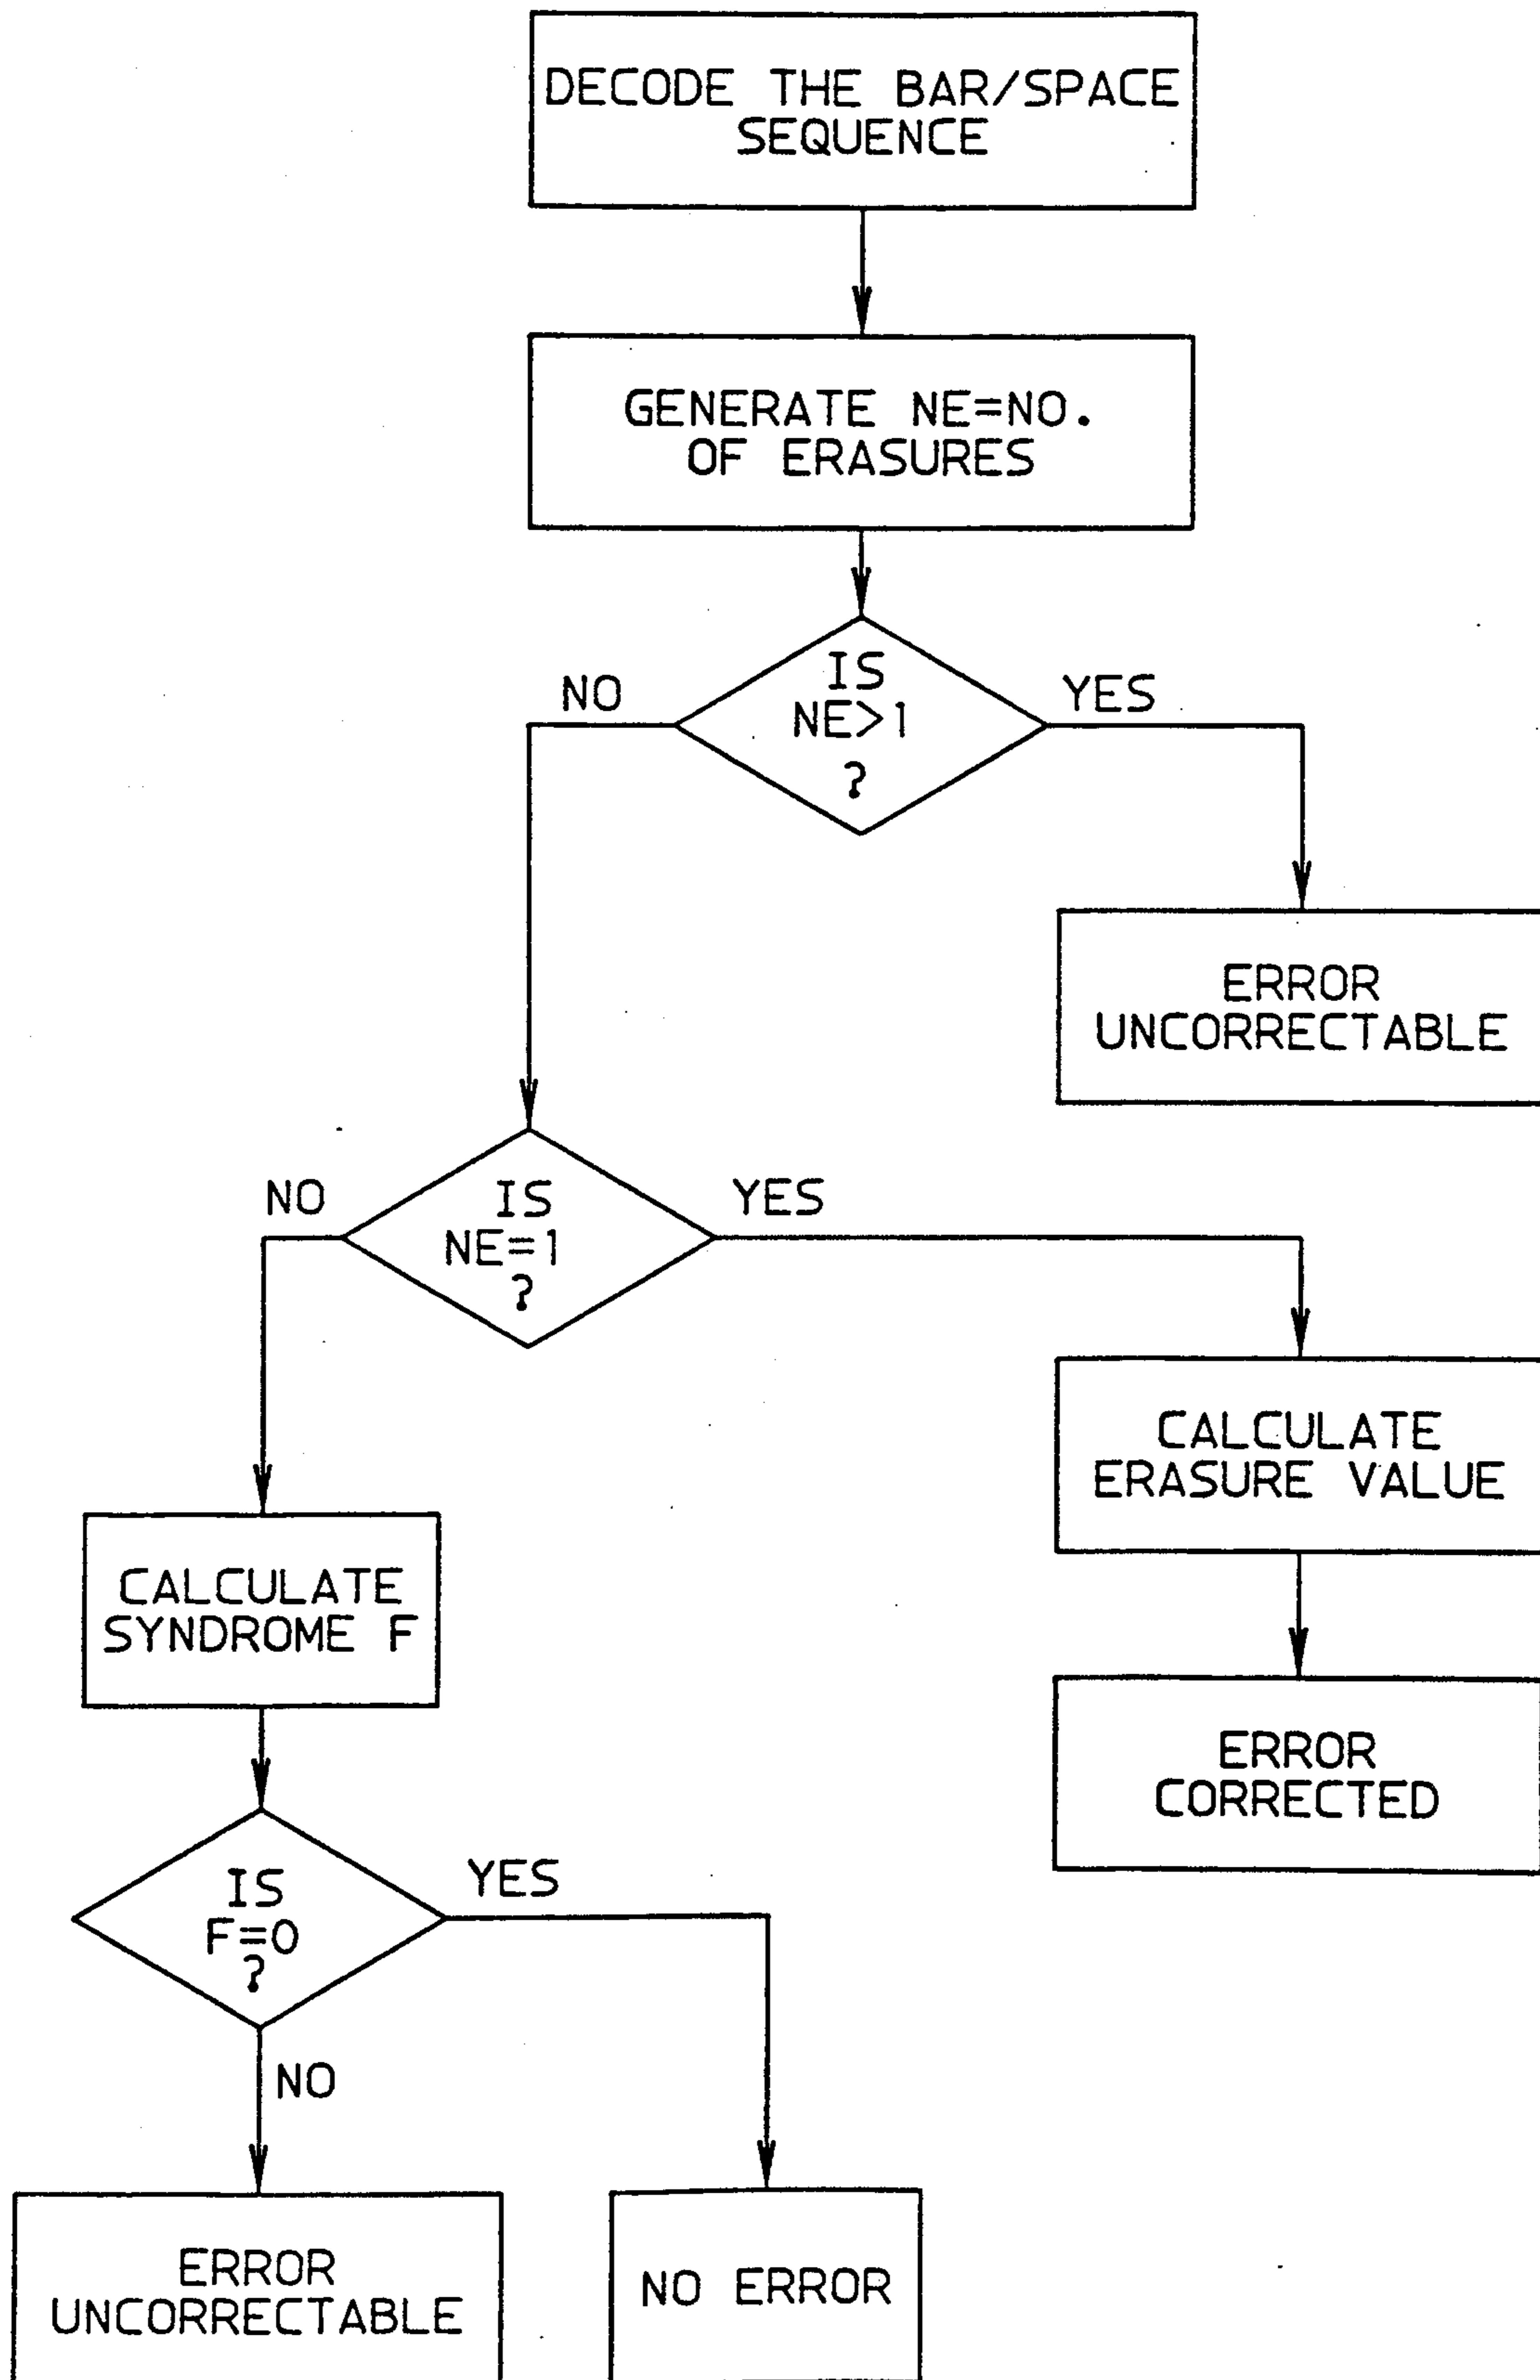 DECODE THE BAR/SPACE
SEQUENCE
GENERATE NE=NO.
OF ERASURES
IS
NE>1
?
NO
YES
ERROR
UNCORRECTABLE
IS
NE=1
?
NO
YES
CALCULATE
ERASURE VALUE
CALCULATE
SYNDROME F
ERROR
CORRECTED
IS
F=0
?
YES
NO
ERROR
UNCORRECTABLE
NO ERROR